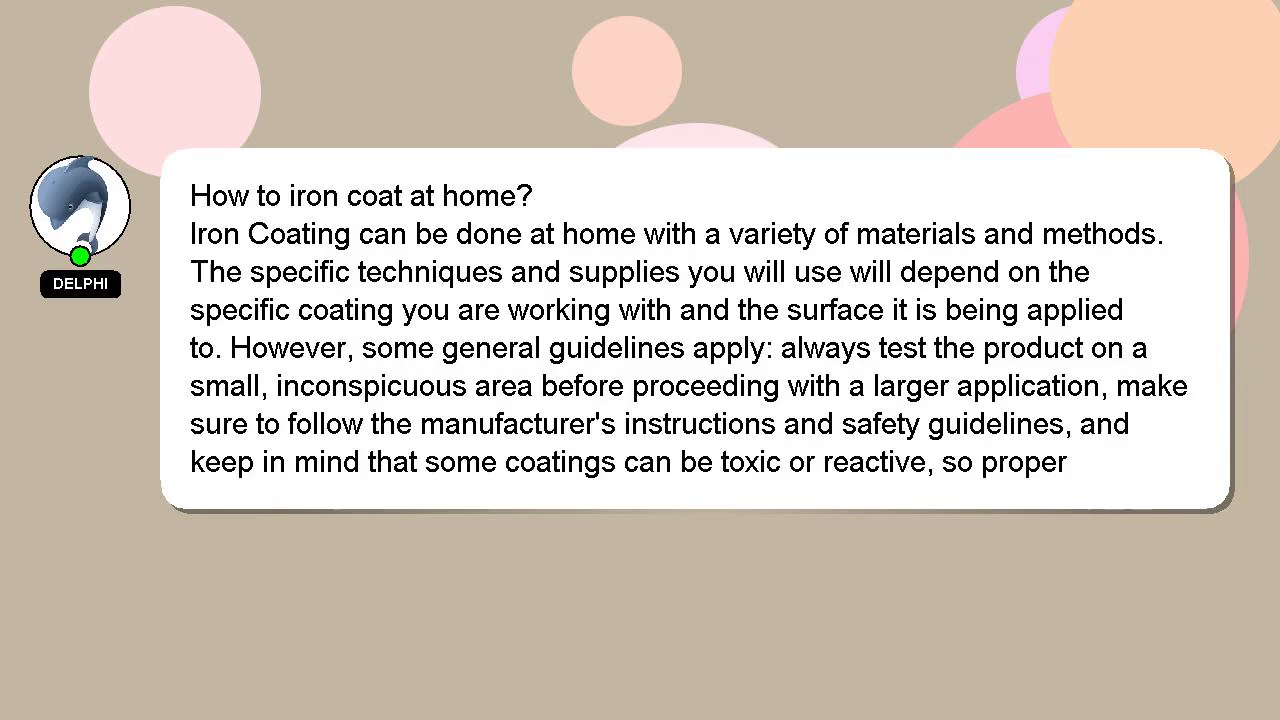 How to iron coat at home?
Iron Coating can be done at home with a variety of materials and methods.
The specific techniques and supplies you will use will depend on the
specific coating you are working with and the surface it is being applied
to. However, some general guidelines apply: always test the product on a
small, inconspicuous area before proceeding with a larger application, make
sure to follow the manufacturer's instructions and safety guidelines, and
keep in mind that some coatings can be toxic or reactive, so proper
DELPHI